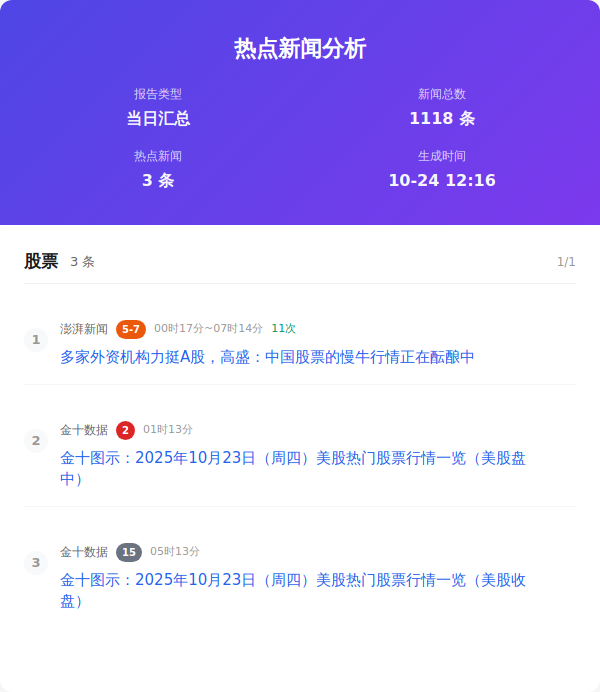 热点新闻分析
报告类型
新闻总数
当日汇总
1118 条
热点新闻
生成时间
3 条
10-24 12:16
股票 3 条 1/1
1
澎湃新闻 5-7 00时17分~07时14分 11次
多家外资机构力挺A股，高盛：中国股票的慢牛行情正在酝酿中
2
金十数据 2 01时13分
金十图示：2025年10月23日（周四）美股热门股票行情一览（美股盘
中）
3
金十数据 15 05时13分
金十图示：2025年10月23日（周四）美股热门股票行情一览（美股收
盘）